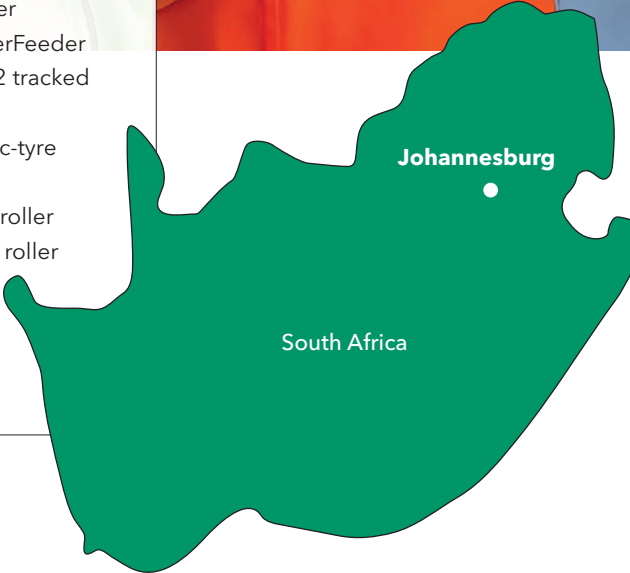 er
erFeeder
2 tracked
c-tyre
roller
roller
Johannesburg
South Africa